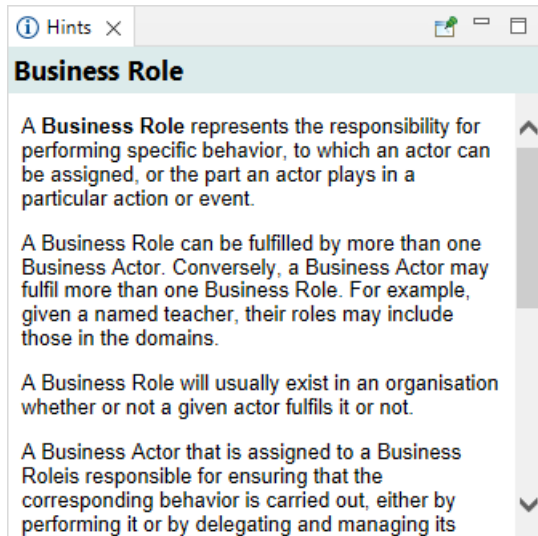 Hints
Business Role
A Business Role represents the responsibility for
performing specific behavior, to which an actor can
be assigned, or the part an actor plays in a
particular action or event.
A Business Role can be fulfilled by more than one
Business Actor. Conversely, a Business Actor may
fulfil more than one Business Role. For example,
given a named teacher, their roles may include
those in the domains.
A Business Role will usually exist in an organisation
whether or not a given actor fulfils it or not.
A Business Actor that is assigned to a Business
Roleis responsible for ensuring that the
corresponding behavior is carried out, either by
performing it or by delegating and managing its